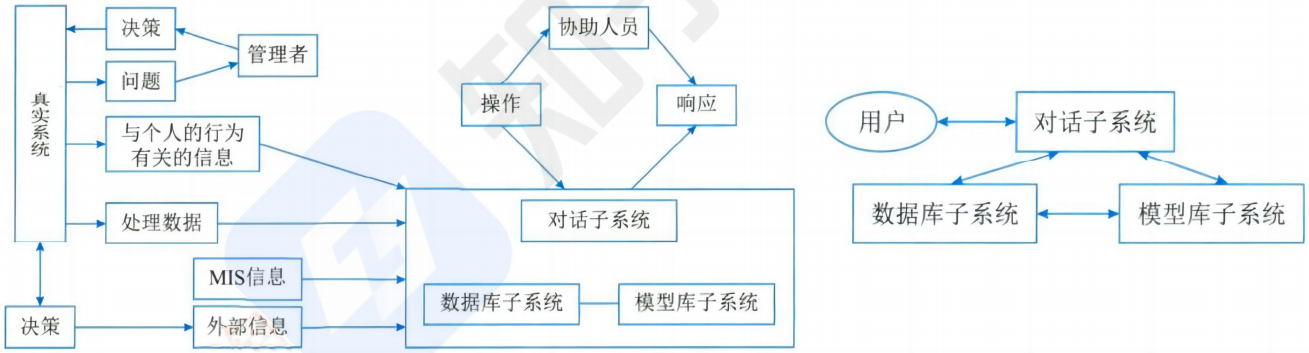 决策
管理者
问题
真实系统
与个人的行为
有关的信息
处理数据
MIS信息
决策
外部信息
协助人员
操作
响应
对话子系统
数据库子系统
模型库子系统
用户
对话子系统
数据库子系统
模型库子系统